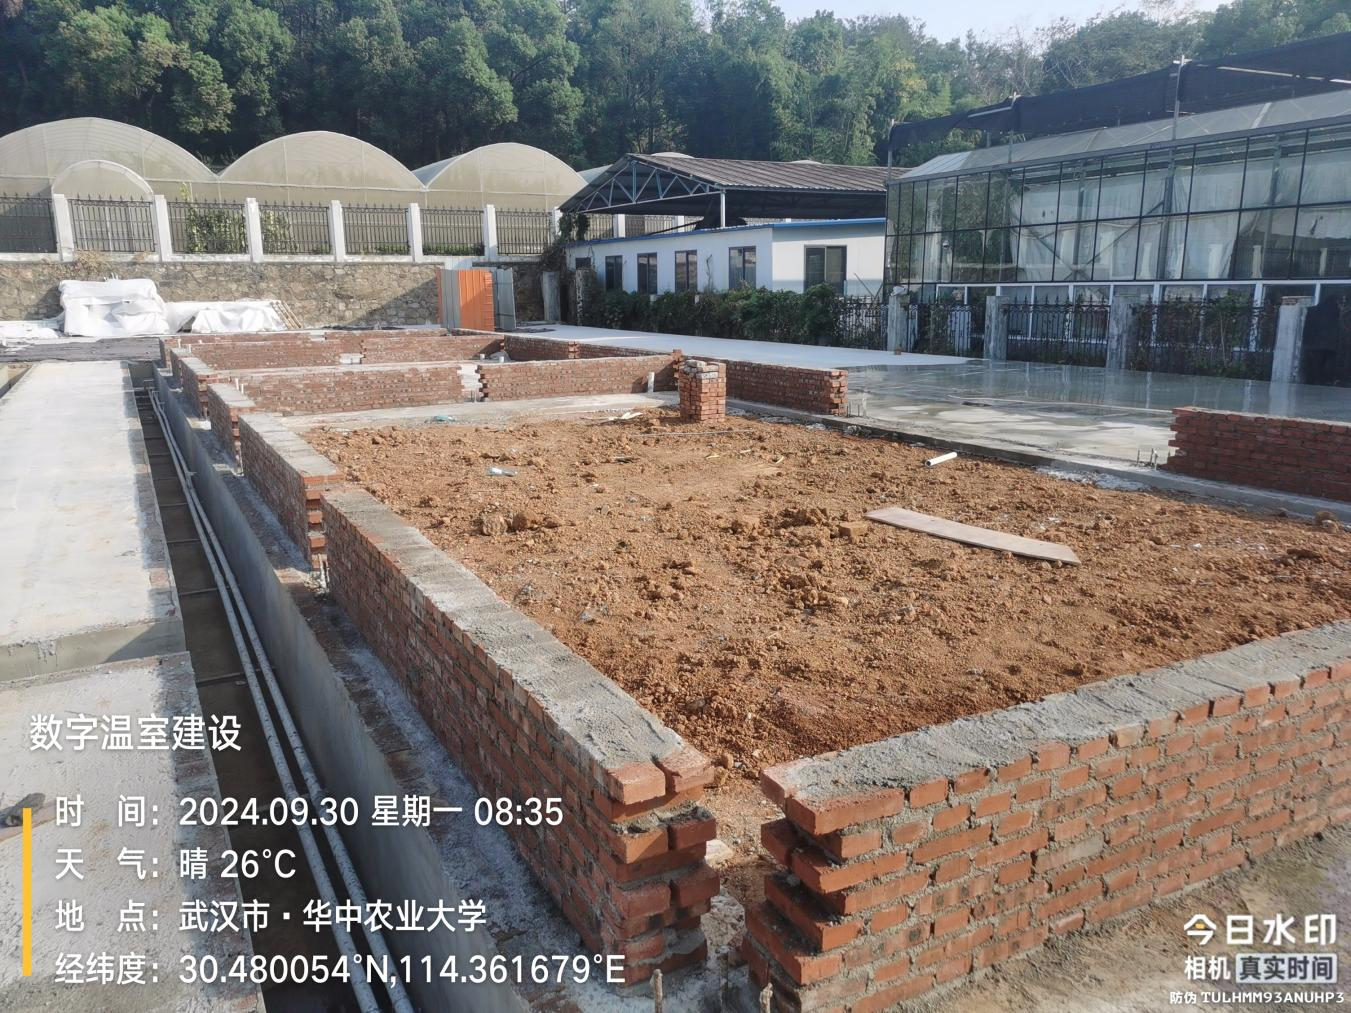 数字温室建设
时 间：2024.09.30 星期一 08:35
天 气：晴 26°C
地 点：武汉市·华中农业大学
经纬度：30.480054°N,114.361679°E
今日水印
相机 真实时间
防伪 TULHMM93ANUHP3